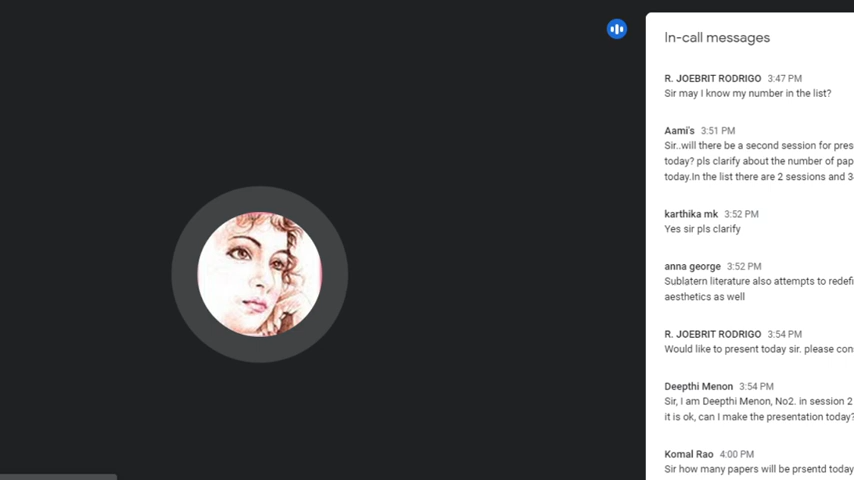 In-call messages
R. JOEBRIT RODRIGO 3:47 PM
Sir may I know my number in the list?
Aami's 3:51 PM
Sir..will there be a second session for pres
today? pls clarify about the number of pap
today.In the list there are 2 sessions and 3
karthika mk 3:52 PM
Yes sir pls clarify
anna george 3:52 PM
Sublatern literature also attempts to redefi
aesthetics as well
R. JOEBRIT RODRIGO 3:54 PM
Would like to present today sir. please con
Deepthi Menon 3:54 PM
Sir, I am Deepthi Menon, No2. in session 2
it is ok, can I make the presentation today?
Komal Rao 4:00 PM
Sir how many papers will be prsentd today